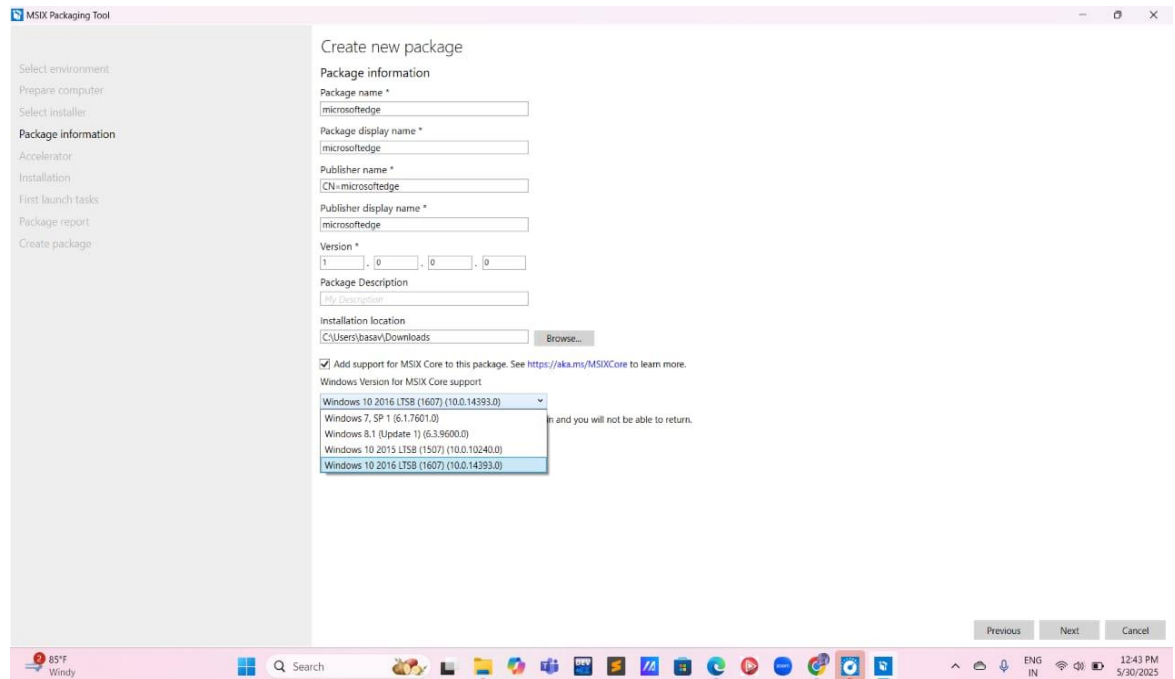 MSIX Packaging Tool
Select environment
Prepare computer
Select installer
Package information
Accelerator
Installation
First launch tasks
Package report
Create package
Create new package
Package information
Package name *
microsoftedge
Package display name *
microsoftedge
Publisher name *
CN=microsoftedge
Publisher display name *
microsoftedge
Version *
1 . 0 . 0 . 0
Package Description
My Description
Installation location
C:\Users\basav\Downloads Browse...
Add support for MSIX Core to this package. See https://aka.ms/MSIXCore to learn more.
Windows Version for MSIX Core support
Windows 10 2016 LTSB (1607) (10.0.14393.0)
Windows 7, SP 1 (6.1.7601.0) in and you will not be able to return.
Windows 8.1 (Update 1) (6.3.9600.0)
Windows 10 2015 LTSB (1507) (10.0.10240.0)
Windows 10 2016 LTSB (1607) (10.0.14393.0)
Previous Next Cancel
2 85°F
Windy
Search
DEV
zoom
ENG
IN
12:43 PM
5/30/2025